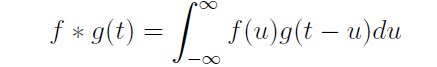 f * g(t) = ∫_{-∞}^{∞} f(u)g(t − u)du